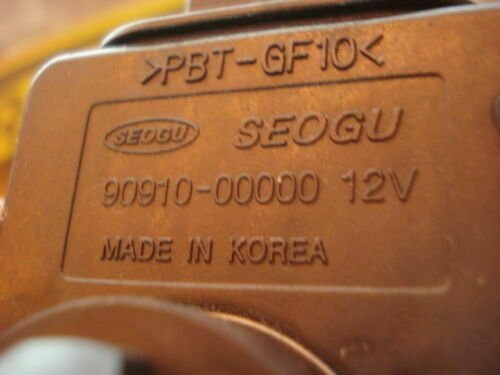 >PBT-GF10<
SEOGU SEOGU
90910-00000 12V
MADE IN KOREA